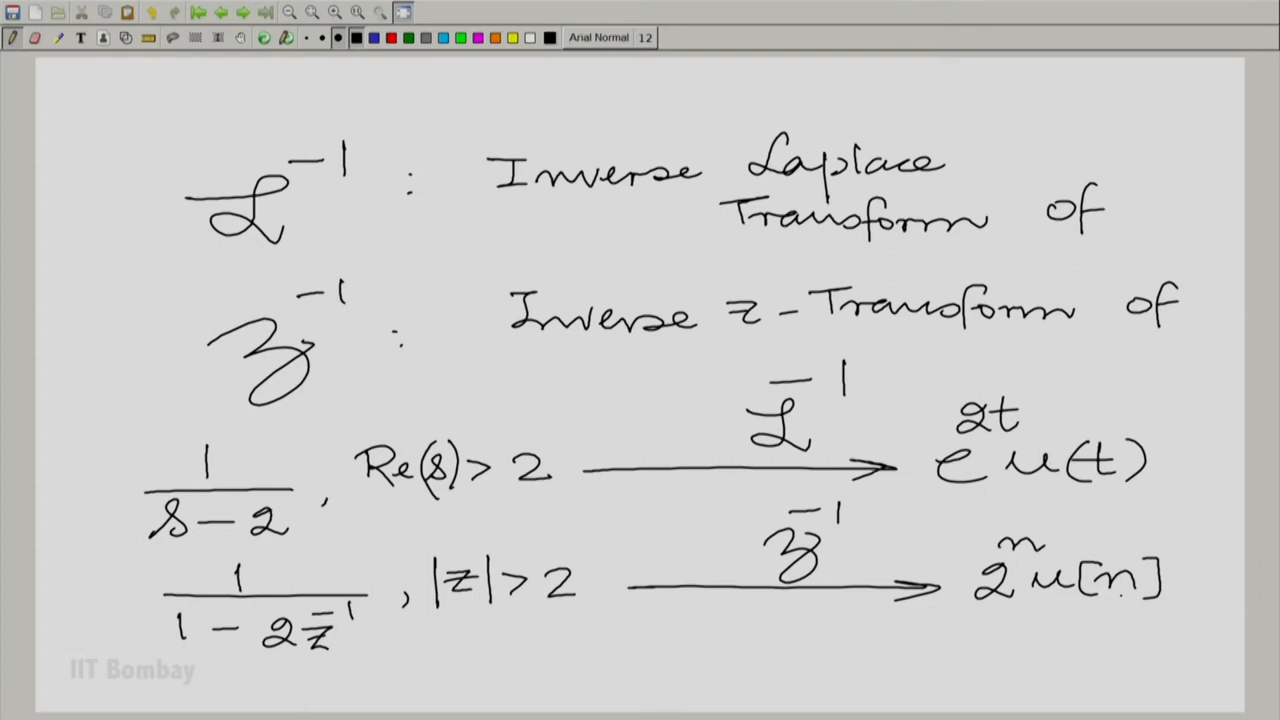 Arial Normal 12
ℒ⁻¹ : Inverse Laplace
Transform of
𝓏⁻¹ : Inverse z-Transform of
1/(s-2), Re(s) > 2 —ℒ⁻¹→ e^{2t} u(t)
1/(1-2z⁻¹), |z| > 2 —𝓏⁻¹→ 2ⁿ u[n]
IIT Bombay